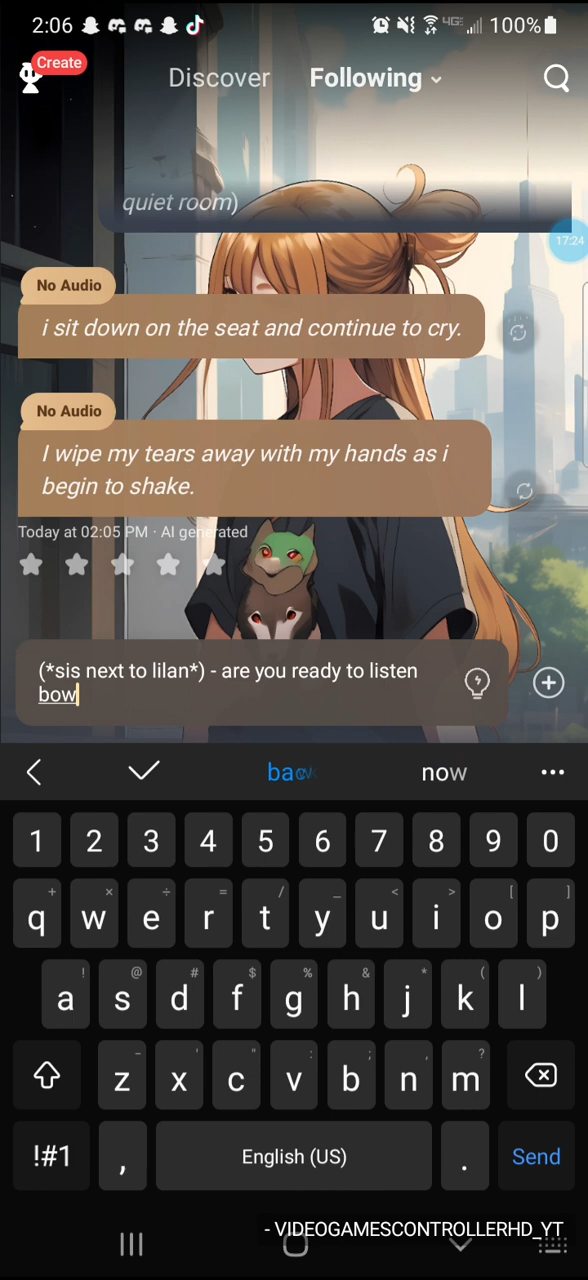 2:06
4GE
100%
Create
Discover
Following
quiet room)
17:24
No Audio
i sit down on the seat and continue to cry.
No Audio
I wipe my tears away with my hands as i
begin to shake.
Today at 02:05 PM · AI generated
(*sis next to lilan*) - are you ready to listen
bow
now
...
1 2 3 4 5 6 7 8 9 0
+ × ÷ = / _ < > [ ]
q w e r t y u i o p
! @ # $ % & * ( )
a s d f g h j k l
- ' " : ; , ?
z x c v b n m
!#1 , English (US) . Send
- VIDEOGAMESCONTROLLERHD_YT